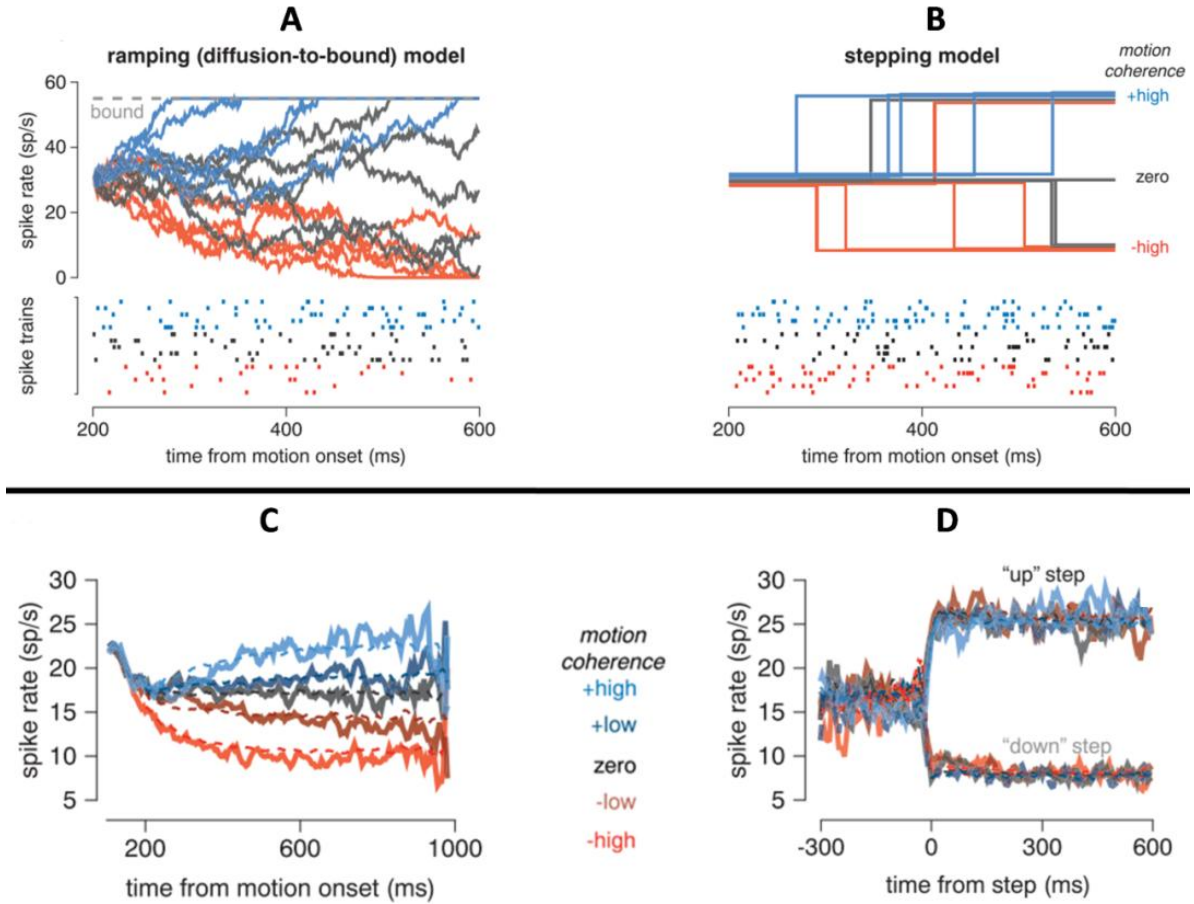 A
ramping (diffusion-to-bound) model
60
bound
40
20
0
spike rate (sp/s)
spike trains
200 400 600
time from motion onset (ms)
B
stepping model
motion
coherence
+high
zero
-high
200 400 600
time from motion onset (ms)
C
30
25
20
15
10
5
spike rate (sp/s)
200 600 1000
time from motion onset (ms)
motion
coherence
+high
+low
zero
-low
-high
D
30
25
20
15
10
5
spike rate (sp/s)
"up" step
"down" step
-300 0 300 600
time from step (ms)